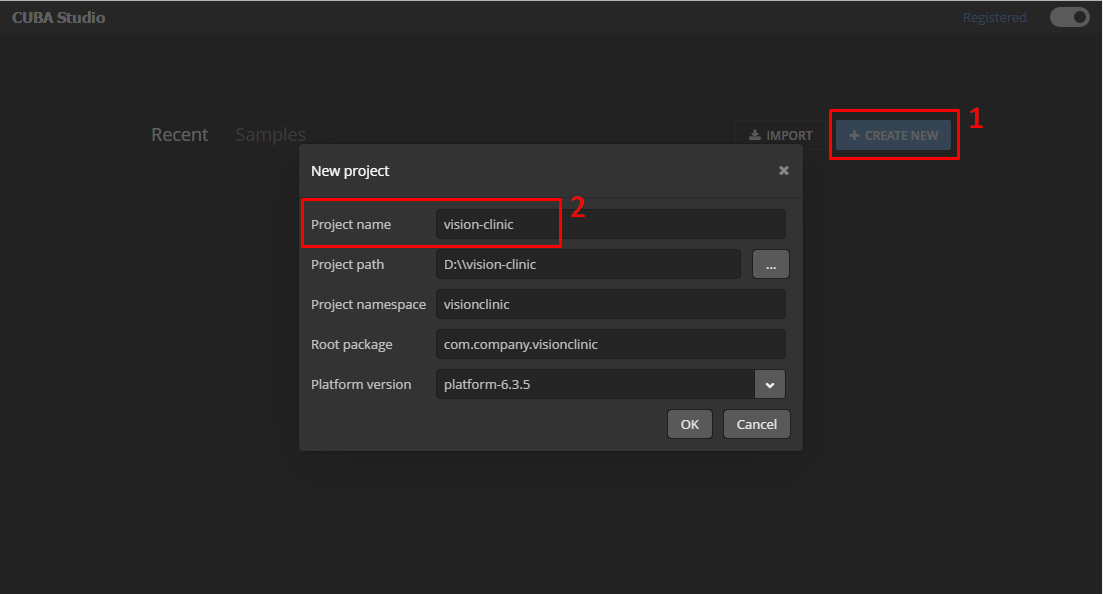 CUBA Studio
Registered
Recent
Samples
IMPORT
CREATE NEW
1
New project
Project name
vision-clinic
2
Project path
D:\\vision-clinic
...
Project namespace
visionclinic
Root package
com.company.visionclinic
Platform version
platform-6.3.5
OK
Cancel